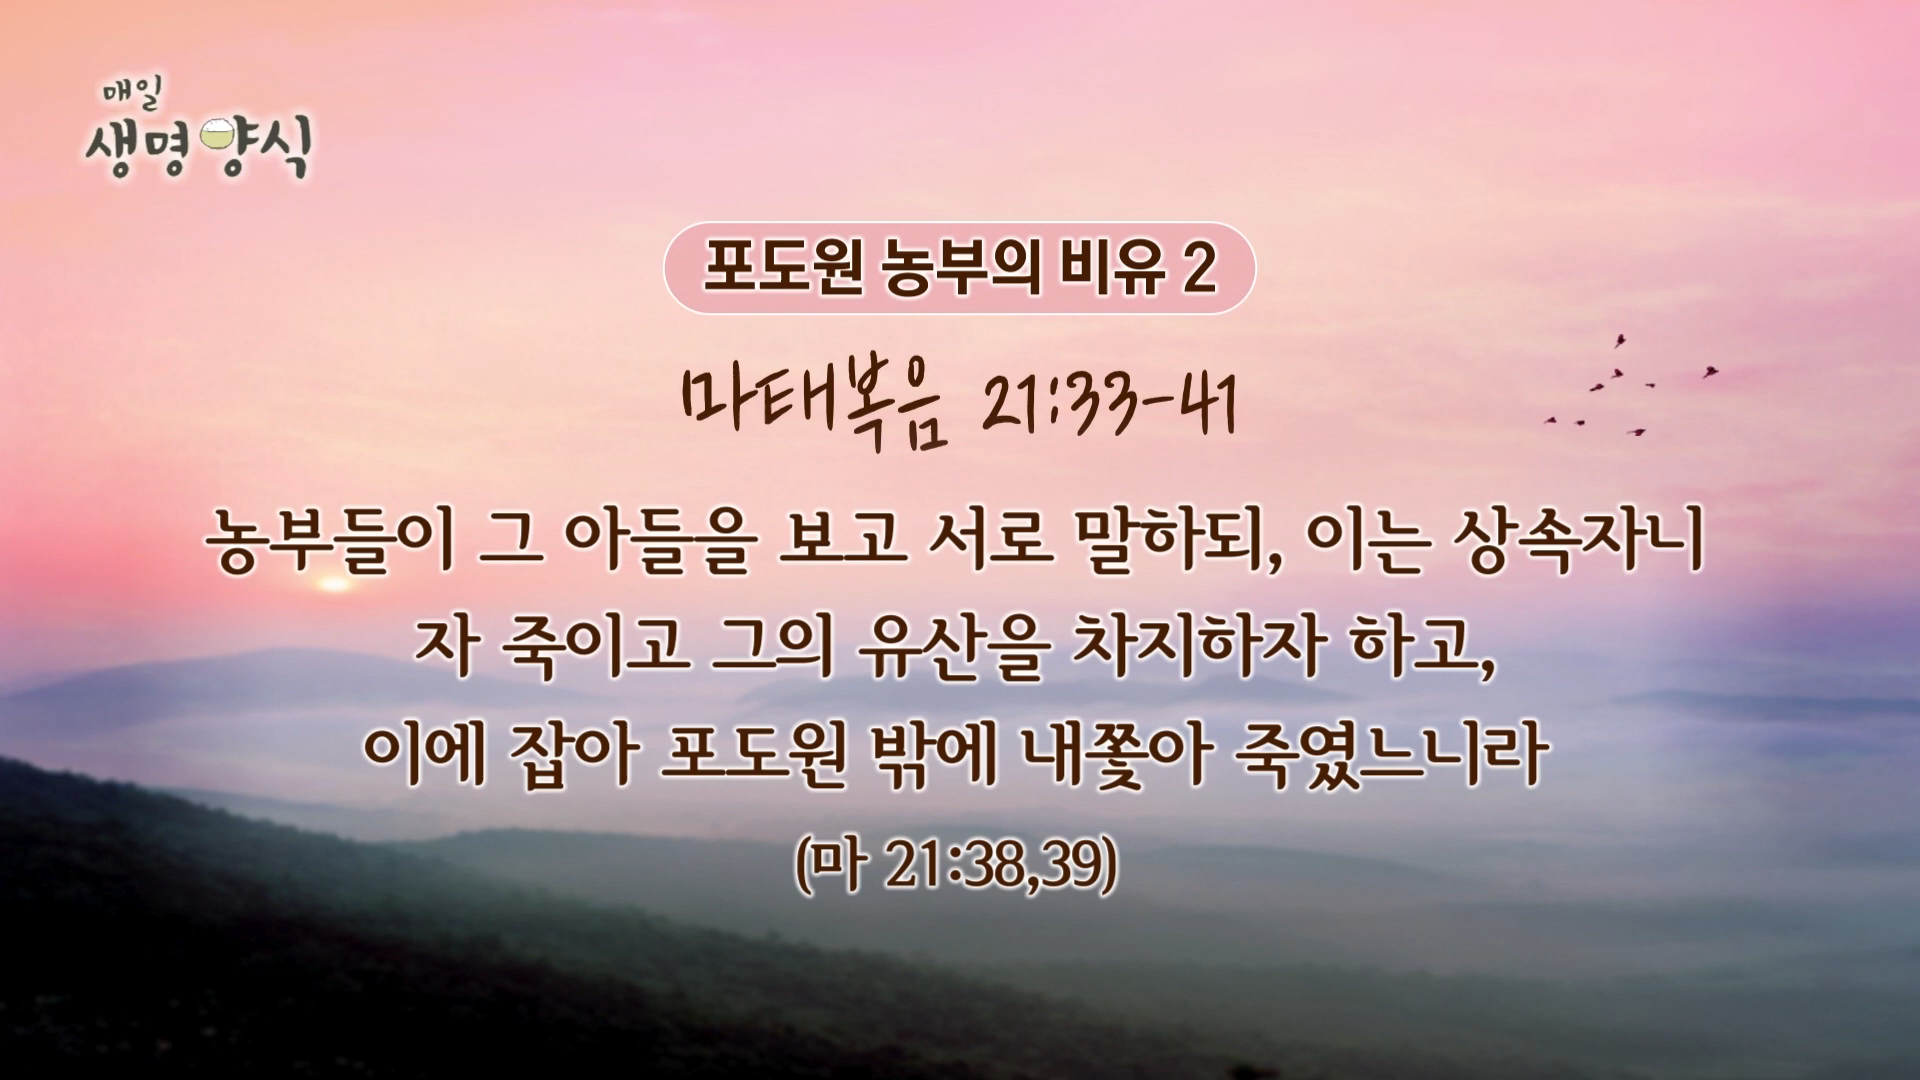 매일
생명양식
포도원 농부의 비유 2
마태복음 21:33-41
농부들이 그 아들을 보고 서로 말하되, 이는 상속자니
자 죽이고 그의 유산을 차지하자 하고,
이에 잡아 포도원 밖에 내쫓아 죽였느니라
(마 21:38,39)